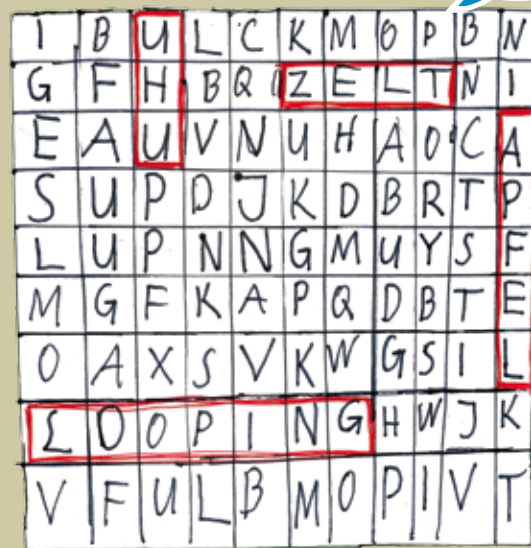 I B U L C K M O P B N
G F H B Q Z E L T N I
E A U V N U H A O C A
S U P D J K D B R T P
L U P N N G M U Y S F
M G F K A P Q D B T E
O A X S V K W G S I L
L O O P I N G H W J K
V F U L B M O P I V T